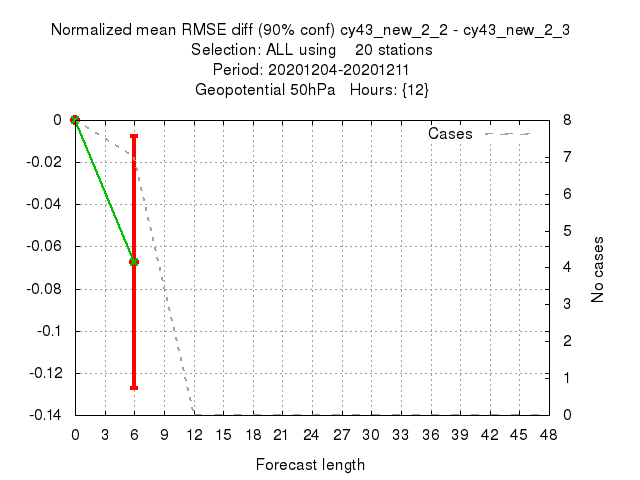 Normalized mean RMSE diff (90% conf) cy43_new_2_2 - cy43_new_2_3
Selection: ALL using    20 stations
Period: 20201204-20201211
Geopotential 50hPa   Hours: {12}
Cases
0
-0.02
-0.04
-0.06
-0.08
-0.1
-0.12
-0.14
8
7
6
5
4
3
2
1
0
No cases
0 3 6 9 12 15 18 21 24 27 30 33 36 39 42 45 48
Forecast length